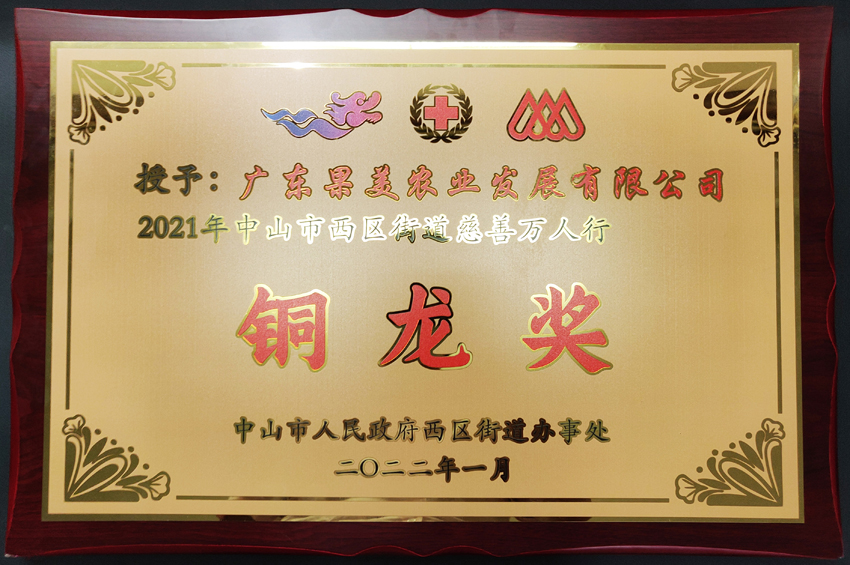 授予：广东果美农业发展有限公司
2021年中山市西区街道慈善万人行
铜龙奖
中山市人民政府西区街道办事处
二〇二二年一月